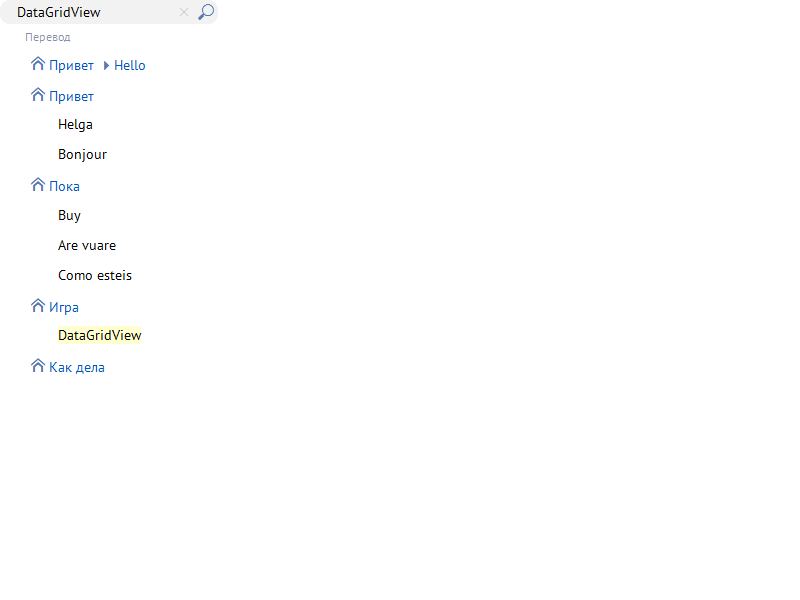 DataGridView
Перевод
Привет Hello
Привет
Helga
Bonjour
Пока
Buy
Are vuare
Como esteis
Игра
DataGridView
Как дела